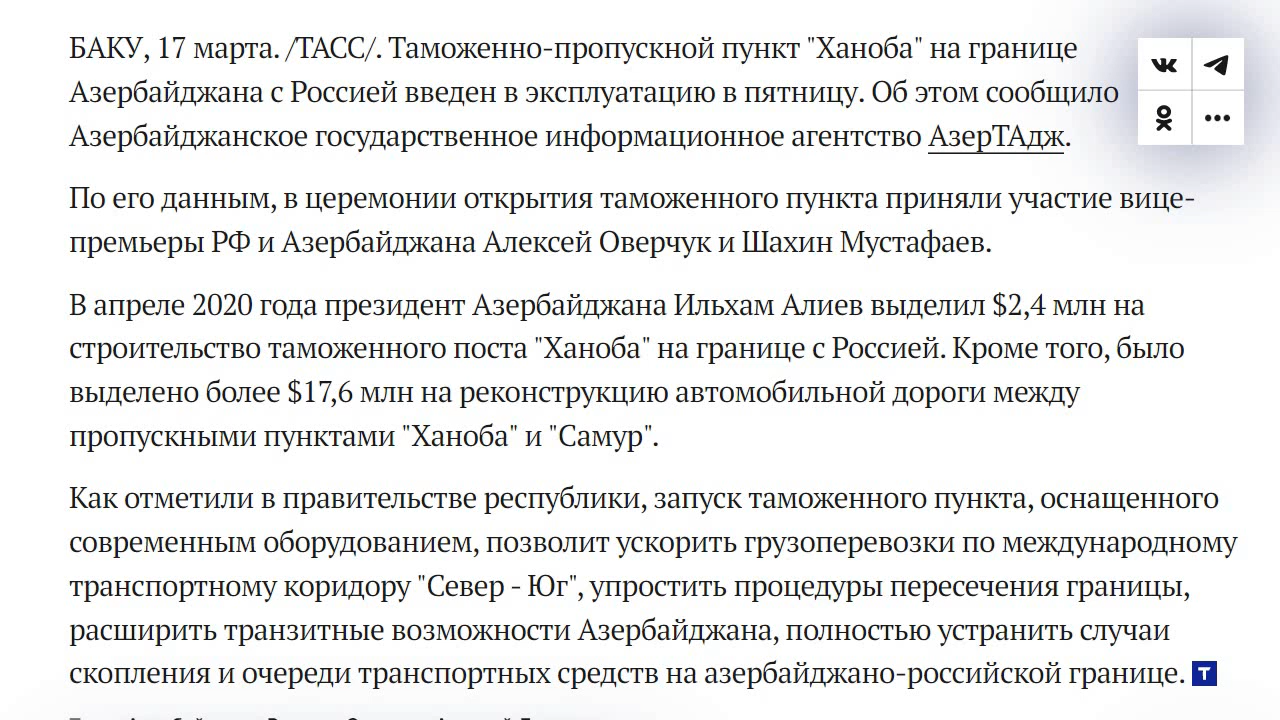 БАКУ, 17 марта. /ТАСС/. Таможенно-пропускной пункт "Ханоба" на границе
Азербайджана с Россией введен в эксплуатацию в пятницу. Об этом сообщило
Азербайджанское государственное информационное агентство АзерТАдж.
По его данным, в церемонии открытия таможенного пункта приняли участие вице-
премьеры РФ и Азербайджана Алексей Оверчук и Шахин Мустафаев.
В апреле 2020 года президент Азербайджана Ильхам Алиев выделил $2,4 млн на
строительство таможенного поста "Ханоба" на границе с Россией. Кроме того, было
выделено более $17,6 млн на реконструкцию автомобильной дороги между
пропускными пунктами "Ханоба" и "Самур".
Как отметили в правительстве республики, запуск таможенного пункта, оснащенного
современным оборудованием, позволит ускорить грузоперевозки по международному
транспортному коридору "Север - Юг", упростить процедуры пересечения границы,
расширить транзитные возможности Азербайджана, полностью устранить случаи
скопления и очереди транспортных средств на азербайджано-российской границе. Т